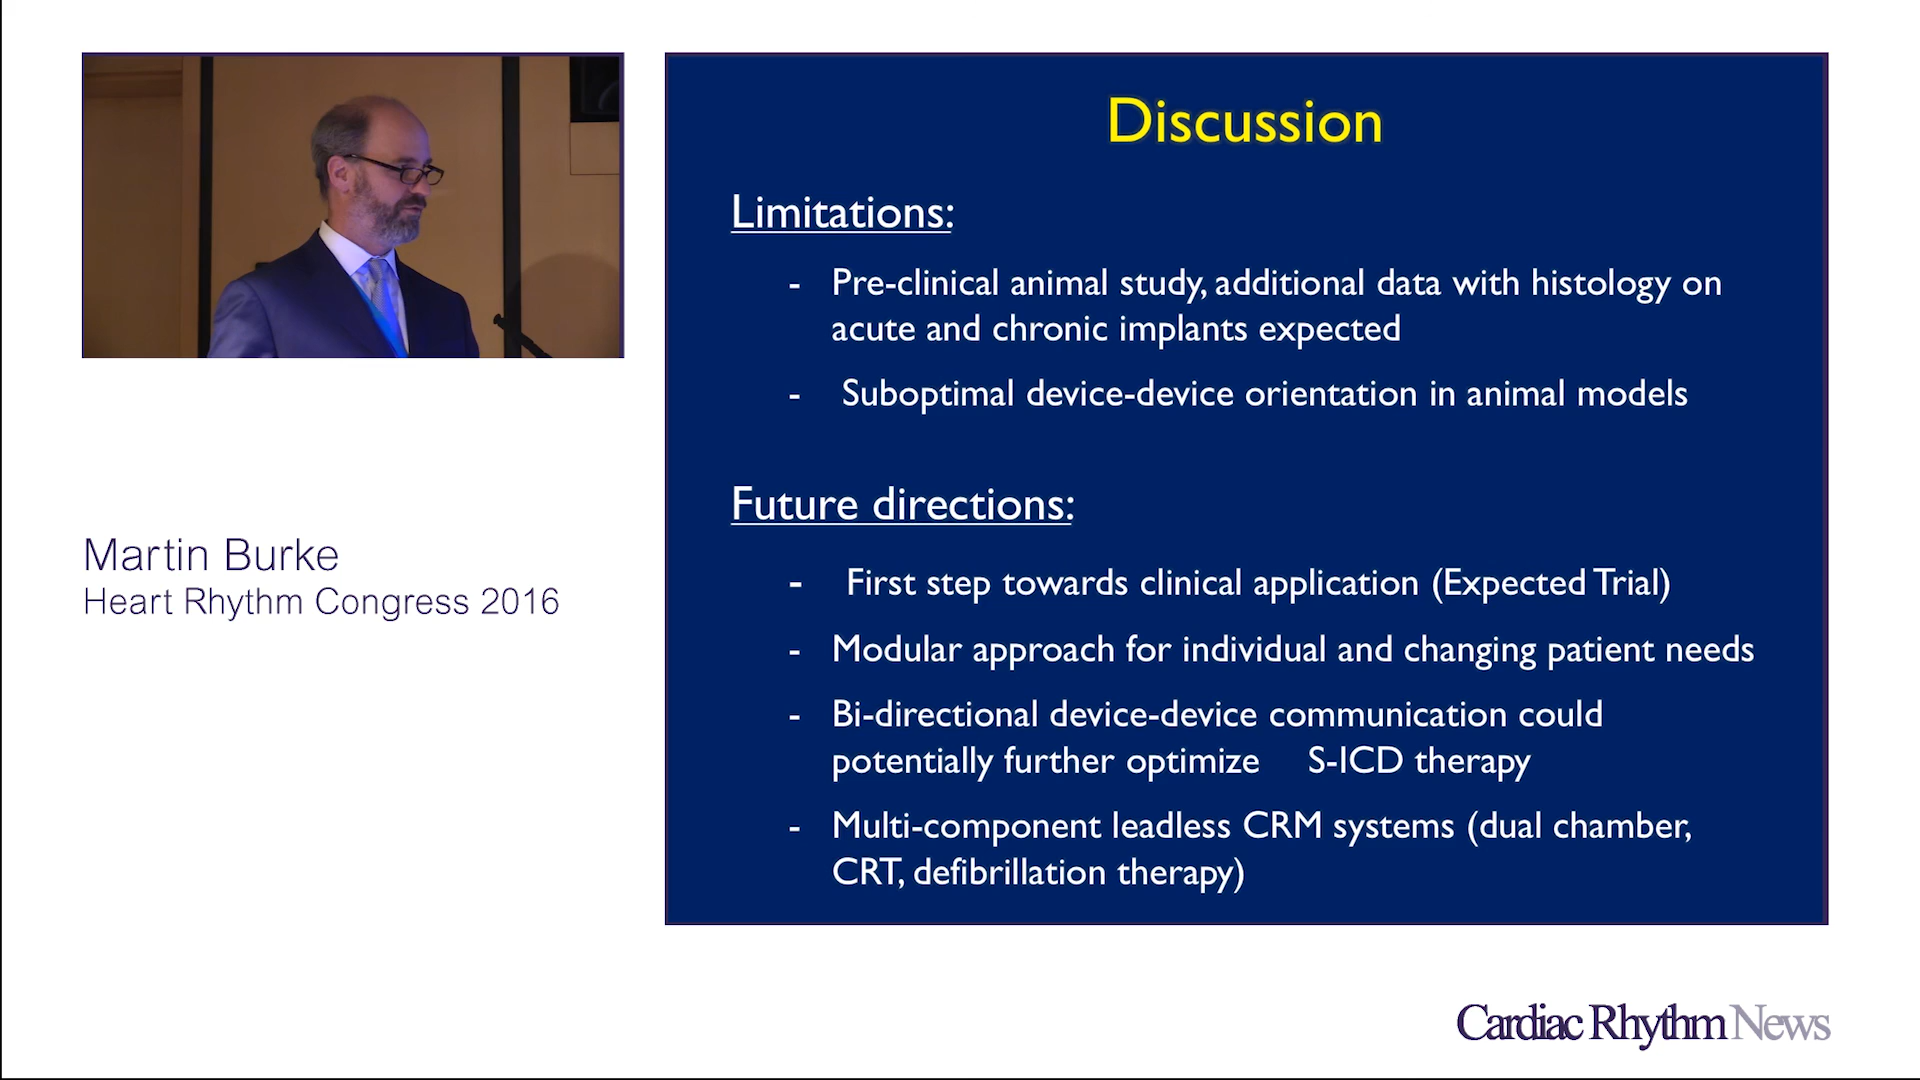 Discussion
Limitations:
- Pre-clinical animal study, additional data with histology on
acute and chronic implants expected
- Suboptimal device-device orientation in animal models
Future directions:
- First step towards clinical application (Expected Trial)
- Modular approach for individual and changing patient needs
- Bi-directional device-device communication could
potentially further optimize S-ICD therapy
- Multi-component leadless CRM systems (dual chamber,
CRT, defibrillation therapy)
Martin Burke
Heart Rhythm Congress 2016
Cardiac Rhythm News